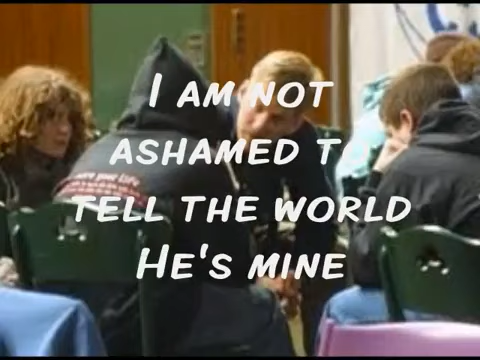 I AM NOT
ASHAMED TO
TELL THE WORLD
HE'S MINE